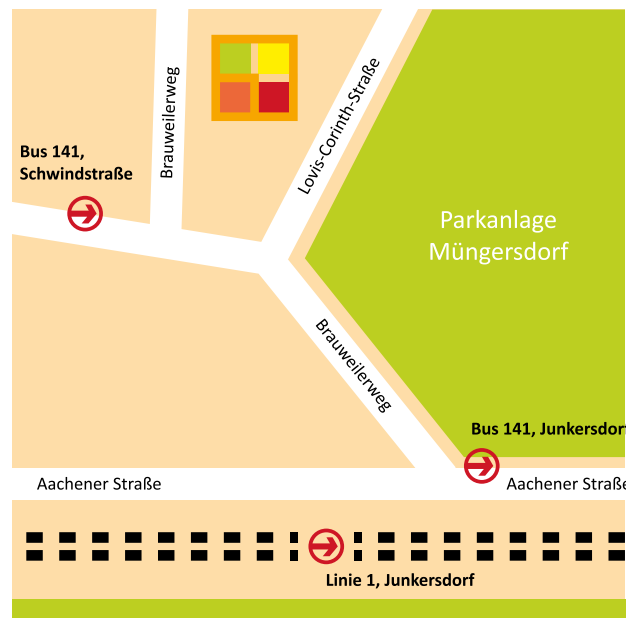 Brauweilerweg
Lovis-Corinth-Straße
Bus 141,
Schwindstraße
Parkanlage
Müngersdorf
Brauweilerweg
Bus 141, Junkersdorf
Aachener Straße
Aachener Straße
Linie 1, Junkersdorf